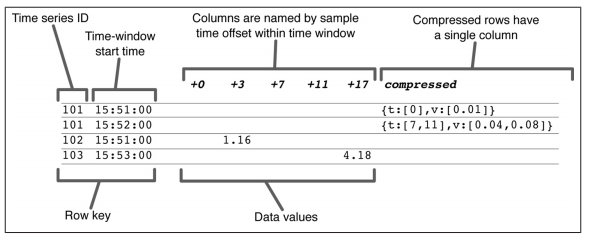 Time series ID
Time-window
start time
Columns are named by sample
time offset within time window
Compressed rows have
a single column
+0 +3 +7 +11 +17 compressed
101 15:51:00 {t:[0],v:[0.01]}
101 15:52:00 {t:[7,11],v:[0.04,0.08]}
102 15:51:00 1.16
103 15:53:00 4.18
Row key
Data values